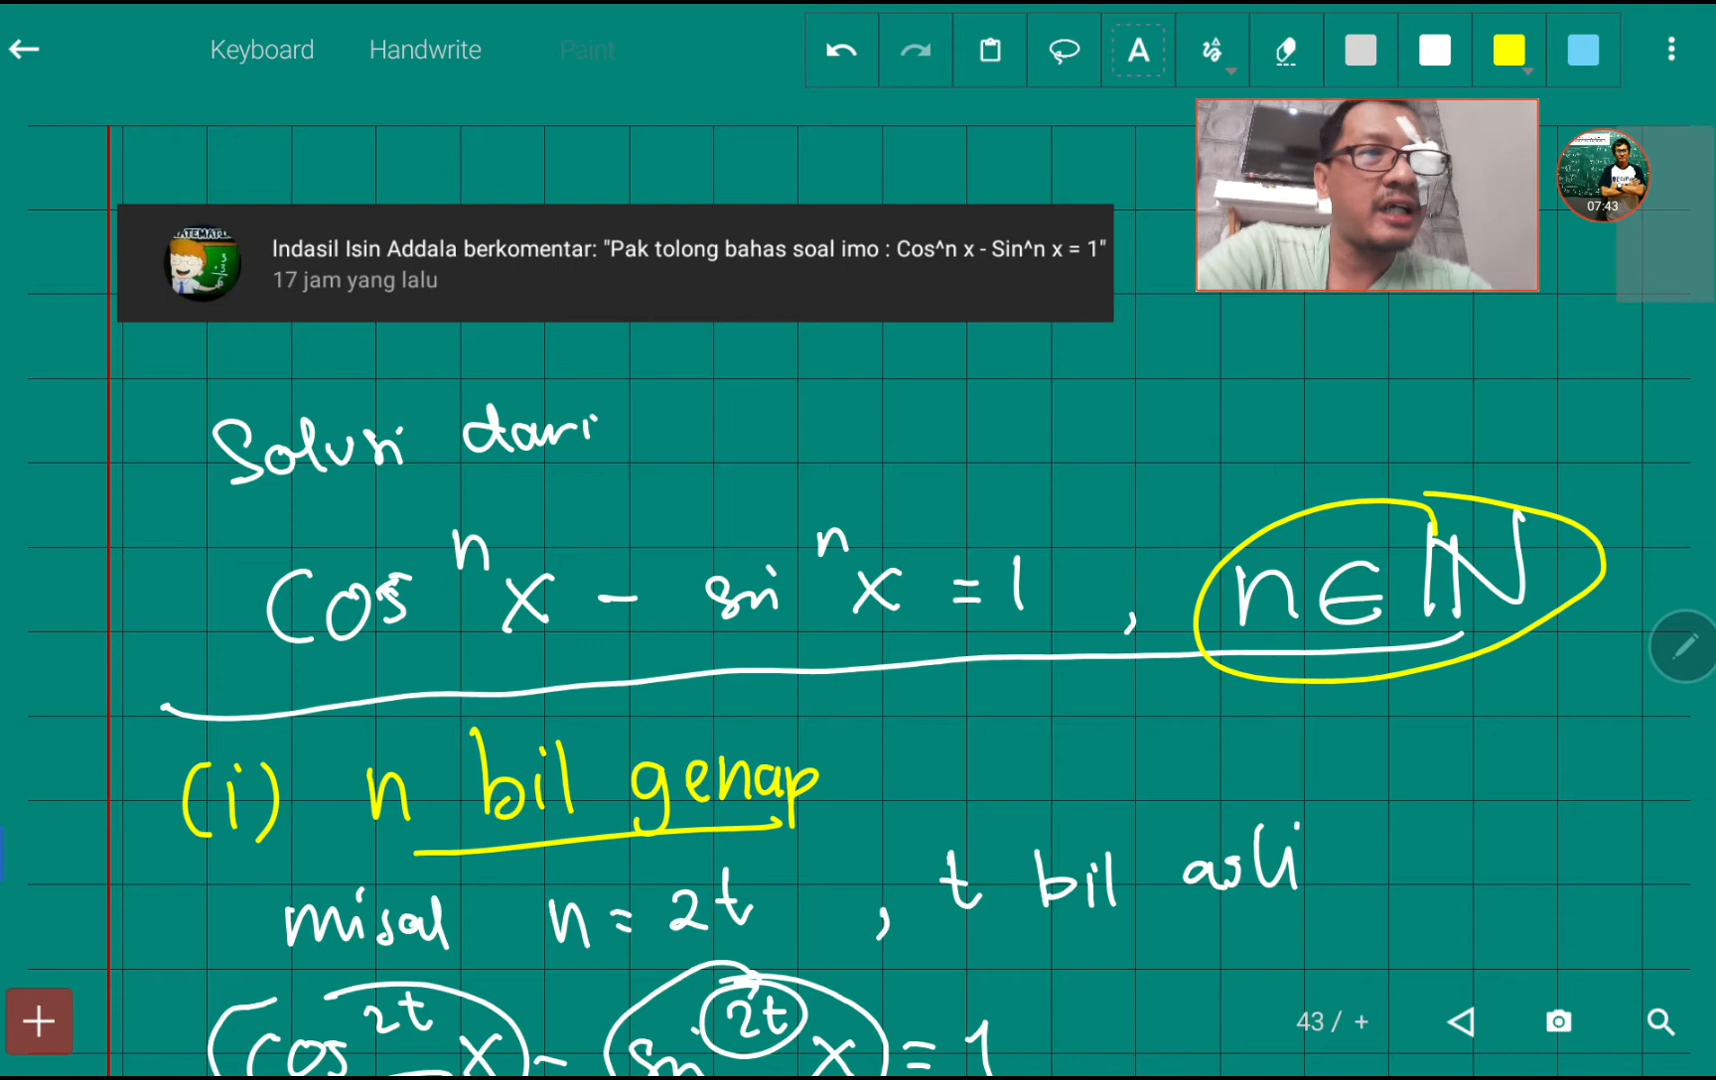 Keyboard Handwrite Paint A
07:43
Indasil Isin Addala berkomentar: "Pak tolong bahas soal imo : Cos^n x - Sin^n x = 1"
17 jam yang lalu
Solusi dari
Cos^n x - sin^n x = 1 , n ∈ IN
(i) n bil genap
misal n = 2t , t bil asli
cos^2t x - sin^2t x = 1
43 / +